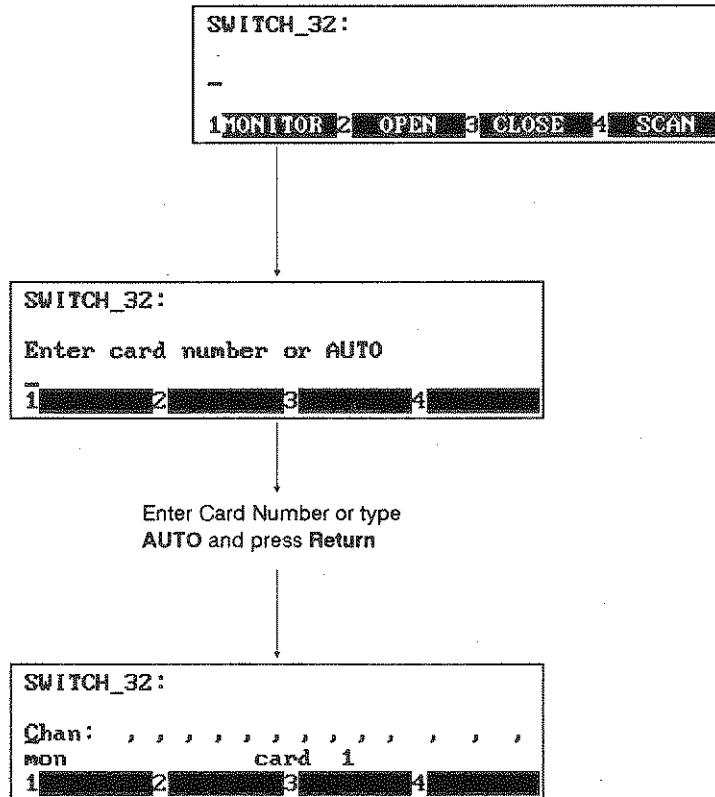 SWITCH_32:
_
1 MONITOR 2 OPEN 3 CLOSE 4 SCAN
SWITCH_32:
Enter card number or AUTO
_
1 2 3 4
Enter Card Number or type
AUTO and press Return
SWITCH_32:
Chan: , , , , , , , , , , , , ,
mon card 1
1 2 3 4